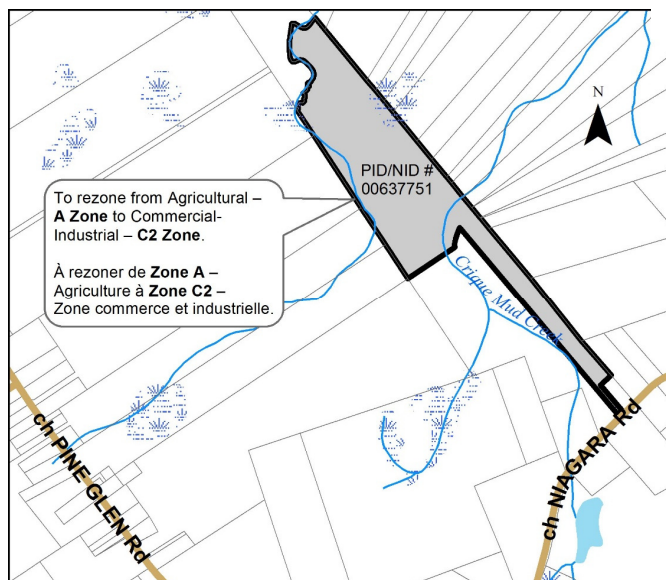 N
PID/NID #
00637751
To rezone from Agricultural –
A Zone to Commercial-
Industrial – C2 Zone.
À rezoner de Zone A –
Agriculture à Zone C2 –
Zone commerce et industrielle.
Crique Mud Creek
ch PINE GLEN Rd
ch NIAGARA Rd